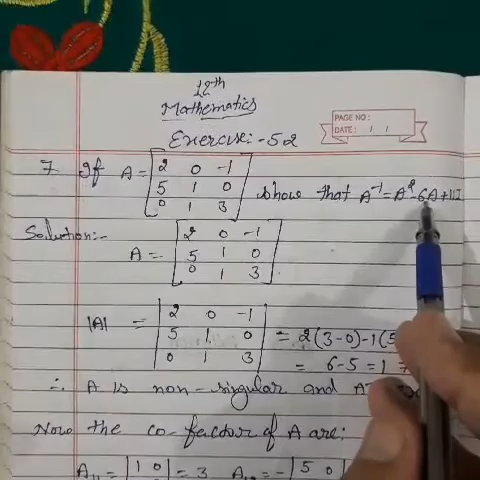 12th
Mathematics
PAGE NO :
DATE : / /
Exercise:-5.2
7. If A = [2 0 -1; 5 1 0; 0 1 3] show that A⁻¹ = A² - 6A + 11I
Solution:-
A = [2 0 -1; 5 1 0; 0 1 3]
|A| = |2 0 -1; 5 1 0; 0 1 3| = 2(3-0)-1(5
= 6-5 = 1
∴ A is non-singular and
Now the co-factor of A are:
A₁₁ = |1 0 = 3 A₁₂ = -|5 0